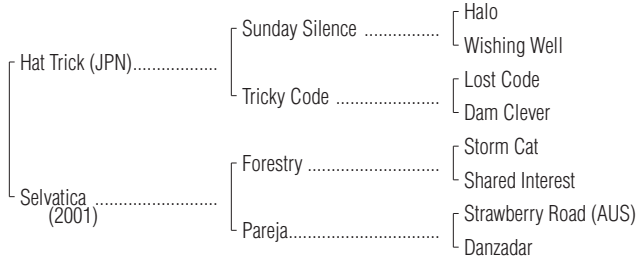 Halo
Sunday Silence ..................
Wishing Well
Hat Trick (JPN)....................
Lost Code
Tricky Code .........................
Dam Clever
Storm Cat
Forestry ................................
Shared Interest
Selvatica .............................
(2001)
Strawberry Road (AUS)
Pareja.....................................
Danzadar